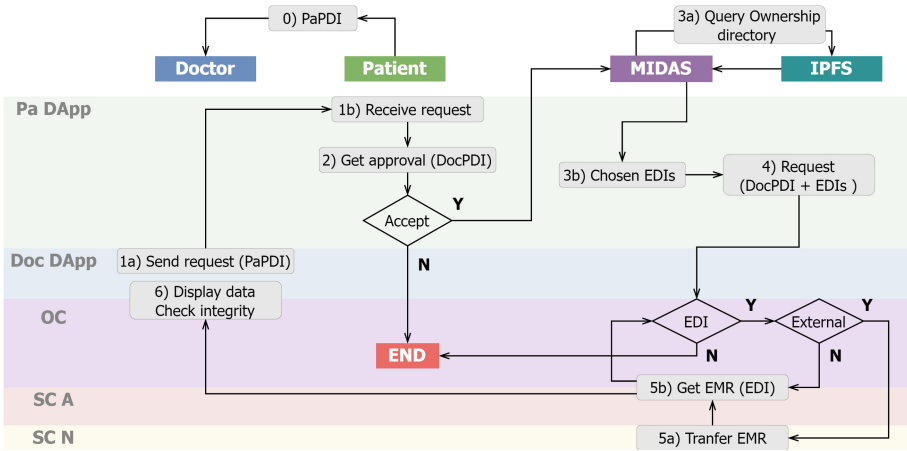 0) PaPDI
3a) Query Ownership
directory
Doctor
Patient
MIDAS
IPFS
Pa DApp
1b) Receive request
2) Get approval (DocPDI)
3b) Chosen EDIs
4) Request
(DocPDI + EDIs )
Accept
Y
N
Doc DApp
1a) Send request (PaPDI)
6) Display data
Check integrity
OC
EDI
Y
External
Y
N
N
END
5b) Get EMR (EDI)
SC A
SC N
5a) Tranfer EMR